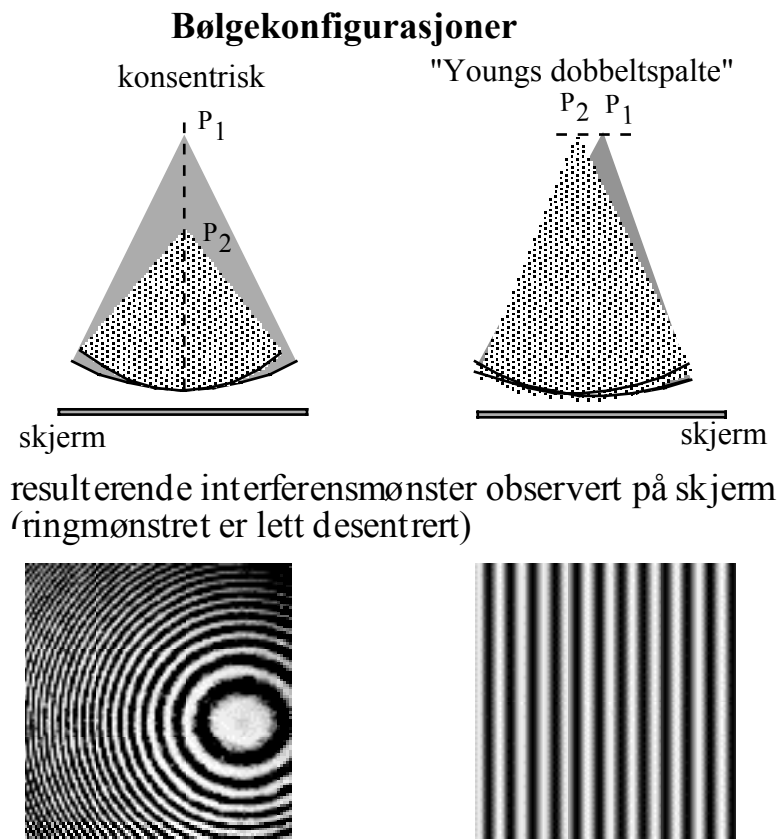 Bølgekonfigurasjoner
konsentrisk
"Youngs dobbeltspalte"
P1
P2
P2 P1
skjerm
skjerm
resulterende interferensmønster observert på skjerm
(ringmønstret er lett desentrert)